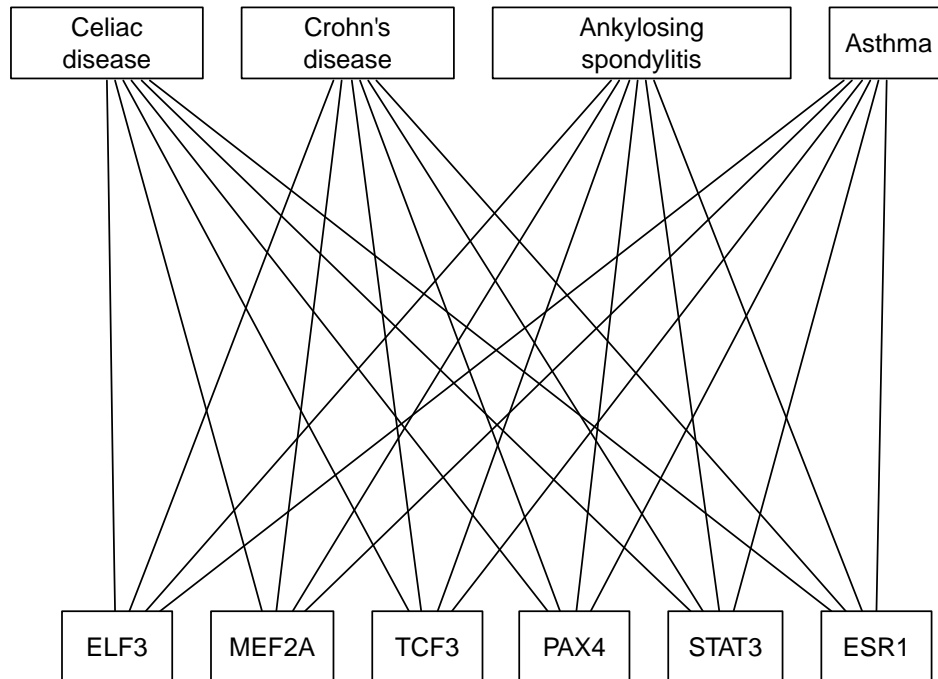 Celiac
disease
Crohn's
disease
Ankylosing
spondylitis
Asthma
ELF3
MEF2A
TCF3
PAX4
STAT3
ESR1